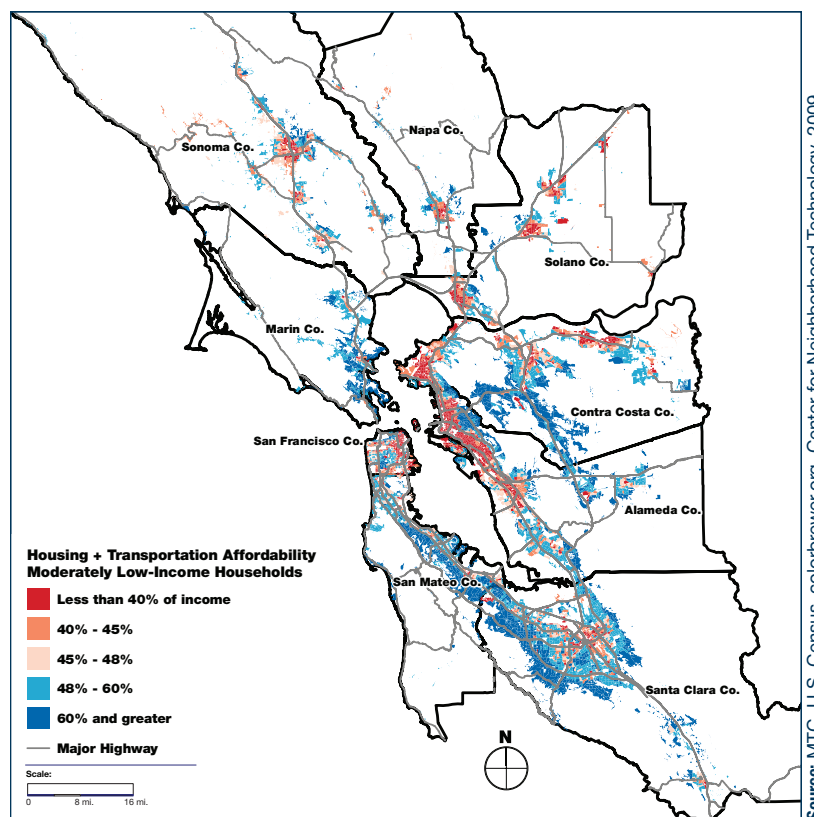 Napa Co.
Sonoma Co.
Solano Co.
Marin Co.
Contra Costa Co.
San Francisco Co.
Alameda Co.
Housing + Transportation Affordability
Moderately Low-Income Households
Less than 40% of income
40% - 45%
45% - 48%
48% - 60%
60% and greater
Major Highway
Scale:
0 8 mi. 16 mi.
San Mateo Co.
Santa Clara Co.
N
Source: MTC, U.S. Census, colorbrewer.org, Center for Neighborhood Technology, 2009